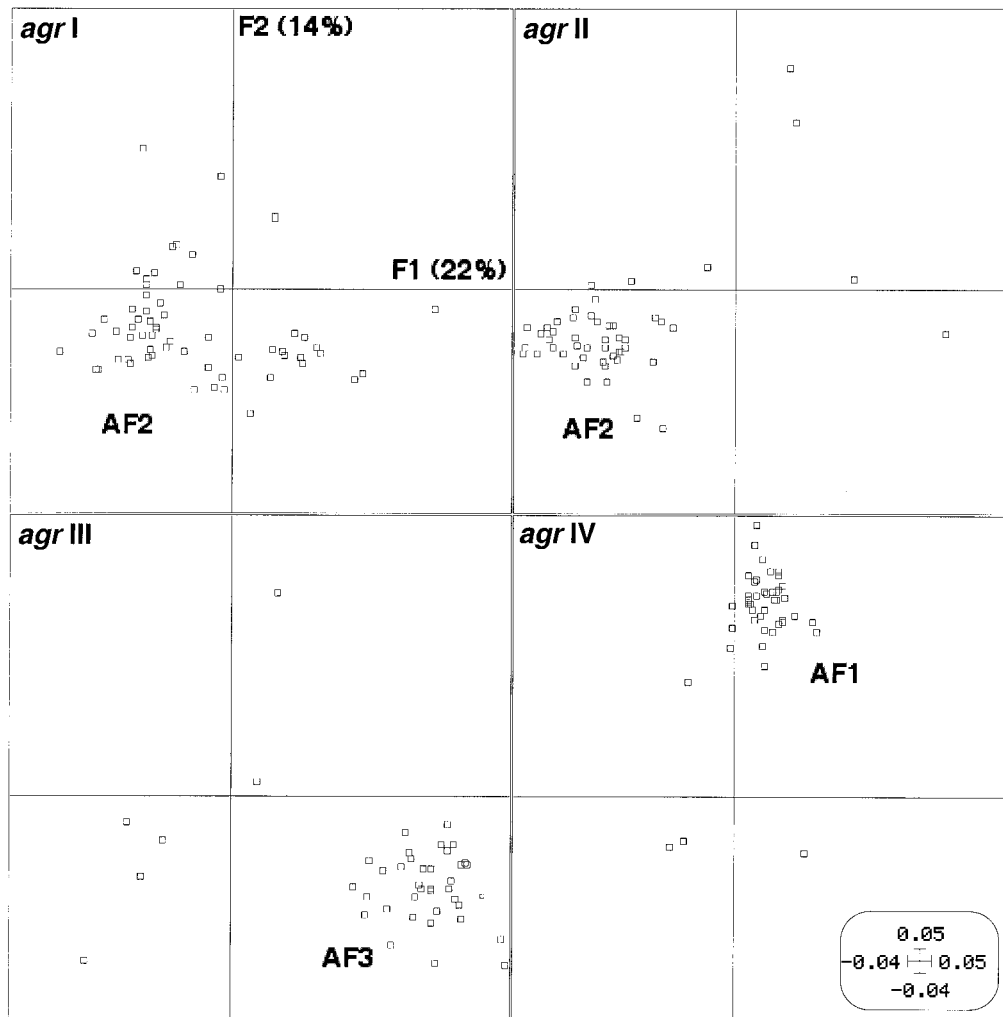 agr I
F2 (14%)
agr II
F1 (22%)
AF2
AF2
agr III
agr IV
AF1
AF3
0.05
-0.04 0.05
-0.04